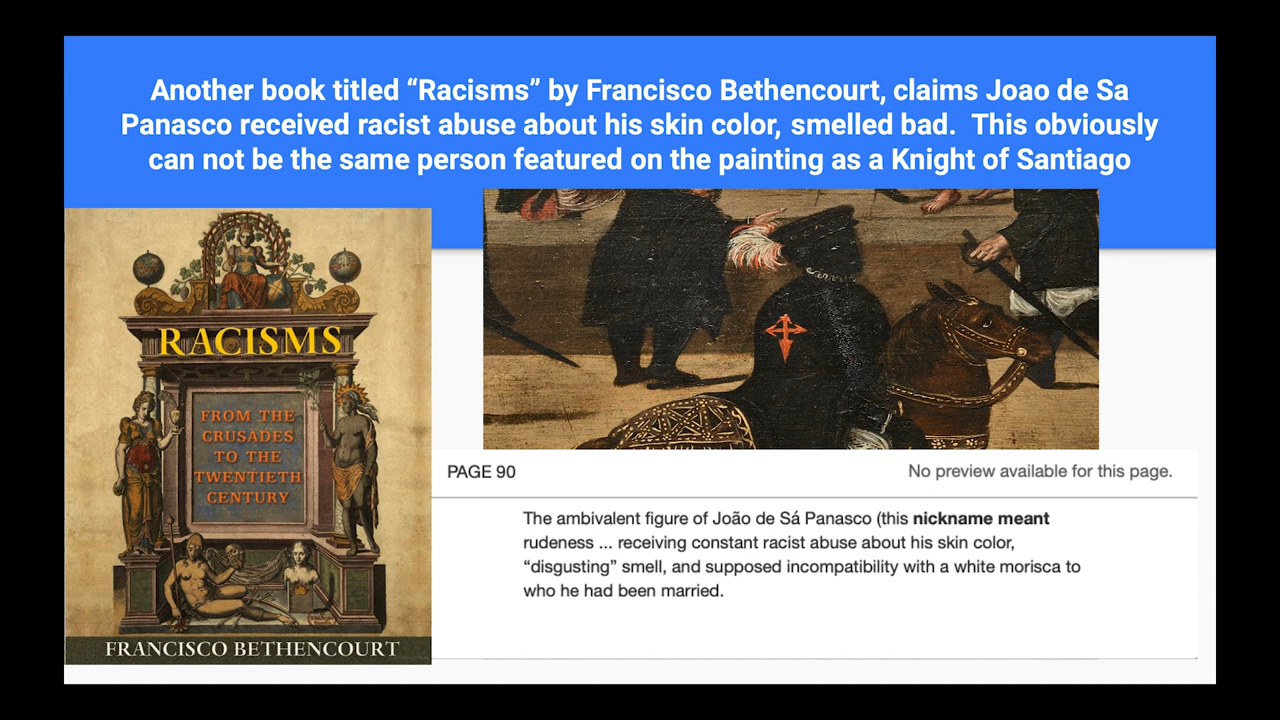 Another book titled “Racisms” by Francisco Bethencourt, claims Joao de Sa
Panasco received racist abuse about his skin color, smelled bad.  This obviously
can not be the same person featured on the painting as a Knight of Santiago
RACISMS
FROM THE
CRUSADES
TO THE
TWENTIETH
CENTURY
FRANCISCO BETHENCOURT
PAGE 90
No preview available for this page.
The ambivalent figure of João de Sá Panasco (this nickname meant
rudeness ... receiving constant racist abuse about his skin color,
“disgusting” smell, and supposed incompatibility with a white morisca to
who he had been married.